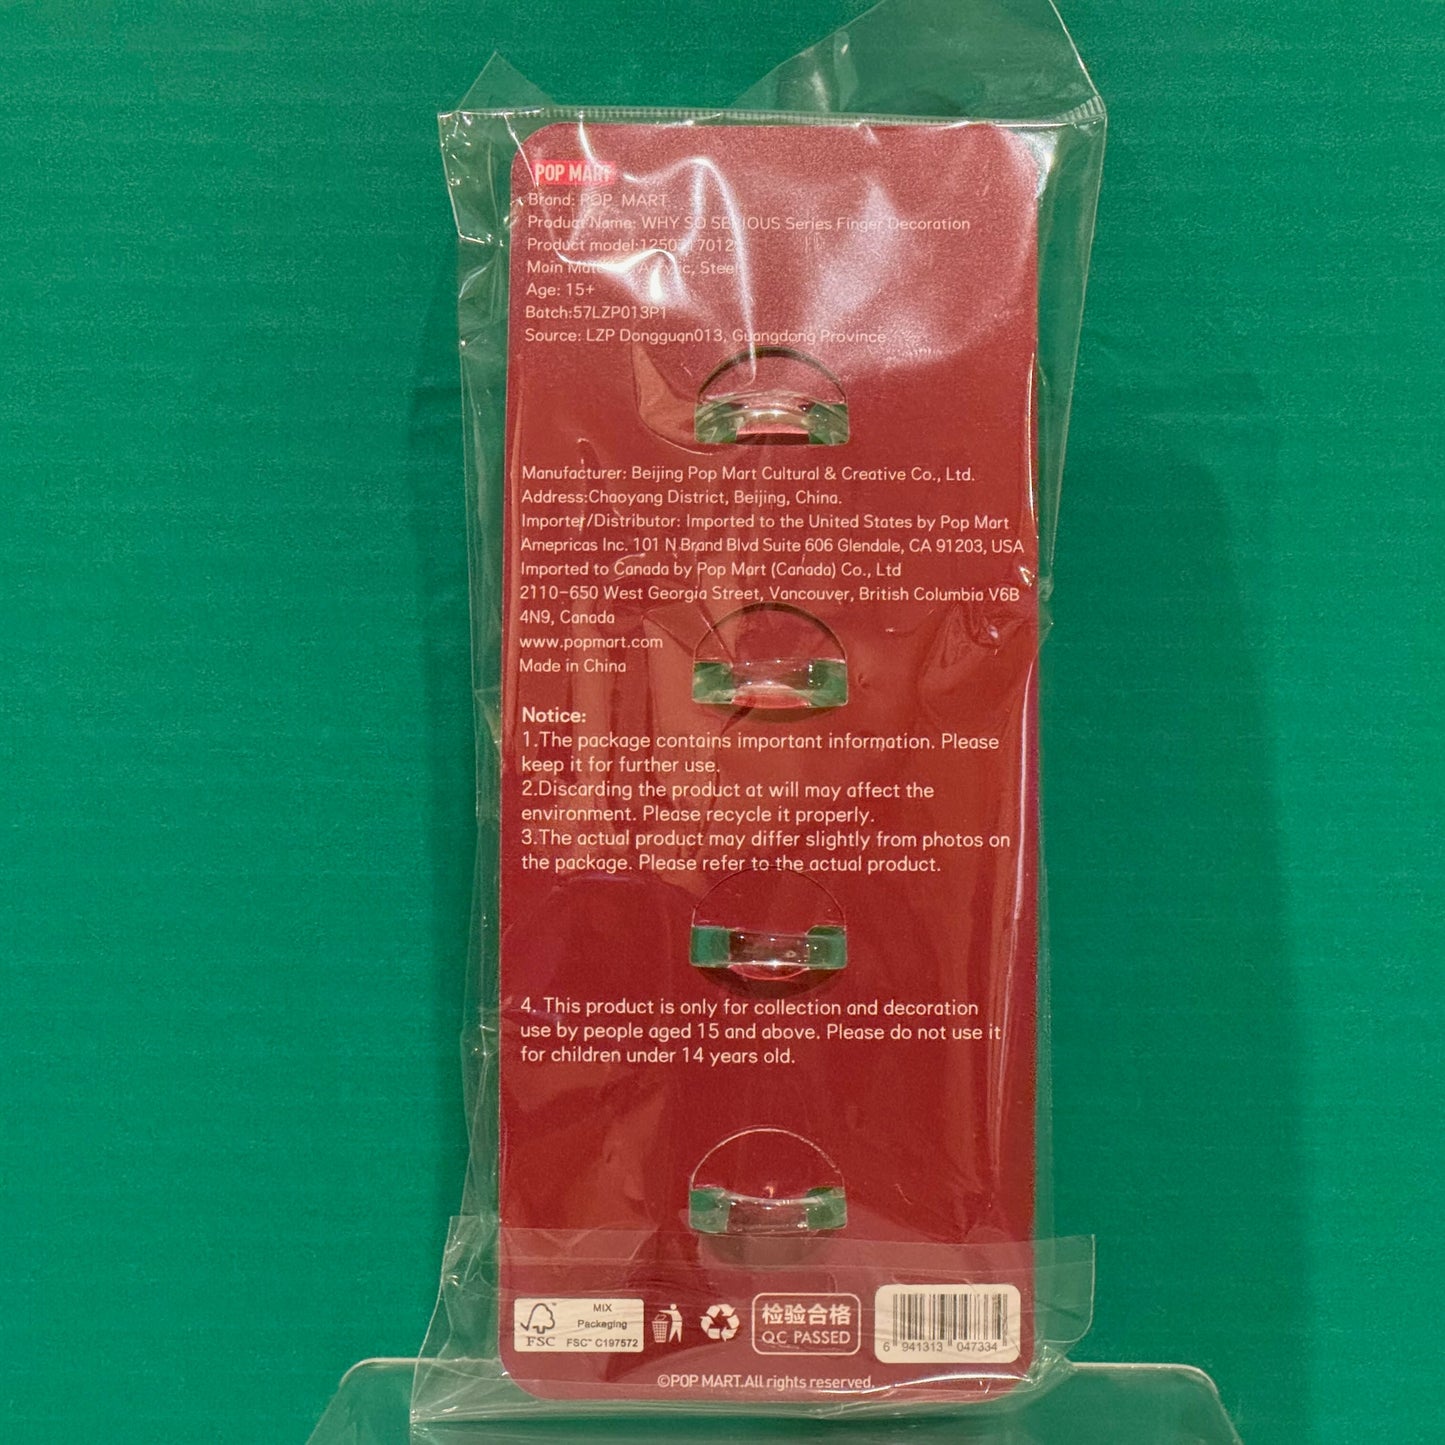 POP MART
Brand: POP MART
Product Name: WHY SO SERIOUS Series Finger Decoration
Product model:
Main Material: Acrylic, Steel
Age: 15+
Batch:57LZP013P1
Source: LZP Dongguan013, Guangdong Province
Manufacturer: Beijing Pop Mart Cultural & Creative Co., Ltd.
Address:Chaoyang District, Beijing, China.
Importer/Distributor: Imported to the United States by Pop Mart
Amepricas Inc. 101 N Brand Blvd Suite 606 Glendale, CA 91203, USA
Imported to Canada by Pop Mart (Canada) Co., Ltd
2110-650 West Georgia Street, Vancouver, British Columbia V6B
4N9, Canada
www.popmart.com
Made in China
Notice:
1.The package contains important information. Please
keep it for further use.
2.Discarding the product at will may affect the
environment. Please recycle it properly.
3.The actual product may differ slightly from photos on
the package. Please refer to the actual product.
4. This product is only for collection and decoration
use by people aged 15 and above. Please do not use it
for children under 14 years old.
FSC
MIX
Packaging
FSC™ C197572
检验合格
QC PASSED
6 941313 047334
©POP MART.All rights reserved.